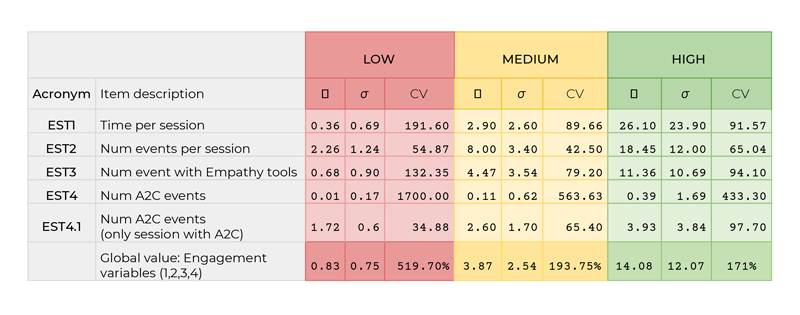 LOW MEDIUM HIGH
Acronym Item description σ CV σ CV σ CV
EST1 Time per session 0.36 0.69 191.60 2.90 2.60 89.66 26.10 23.90 91.57
EST2 Num events per session 2.26 1.24 54.87 8.00 3.40 42.50 18.45 12.00 65.04
EST3 Num event with Empathy tools 0.68 0.90 132.35 4.47 3.54 79.20 11.36 10.69 94.10
EST4 Num A2C events 0.01 0.17 1700.00 0.11 0.62 563.63 0.39 1.69 433.30
EST4.1 Num A2C events
(only session with A2C) 1.72 0.6 34.88 2.60 1.70 65.40 3.93 3.84 97.70
Global value: Engagement
variables (1,2,3,4) 0.83 0.75 519.70% 3.87 2.54 193.75% 14.08 12.07 171%